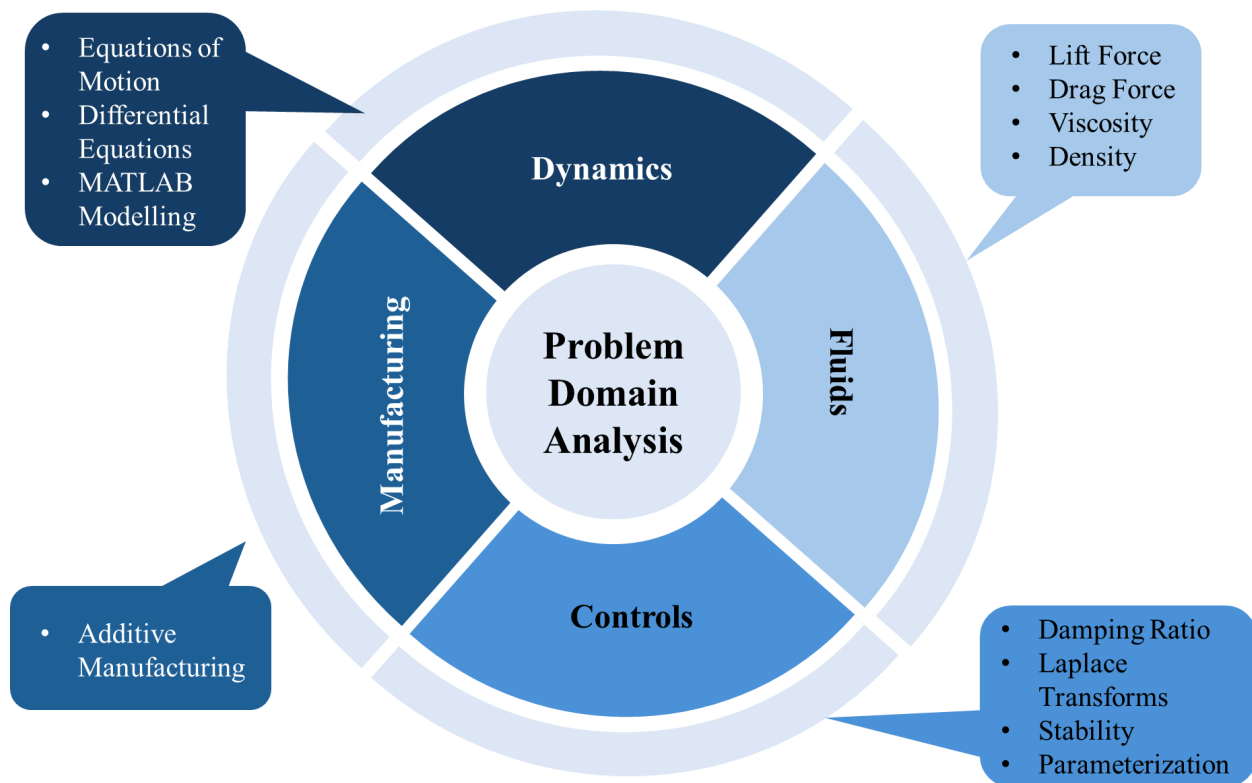 • Equations of
Motion
• Differential
Equations
• MATLAB
Modelling
• Lift Force
• Drag Force
• Viscosity
• Density
Dynamics
Manufacturing
Problem
Domain
Analysis
Fluids
Controls
• Additive
Manufacturing
• Damping Ratio
• Laplace
Transforms
• Stability
• Parameterization